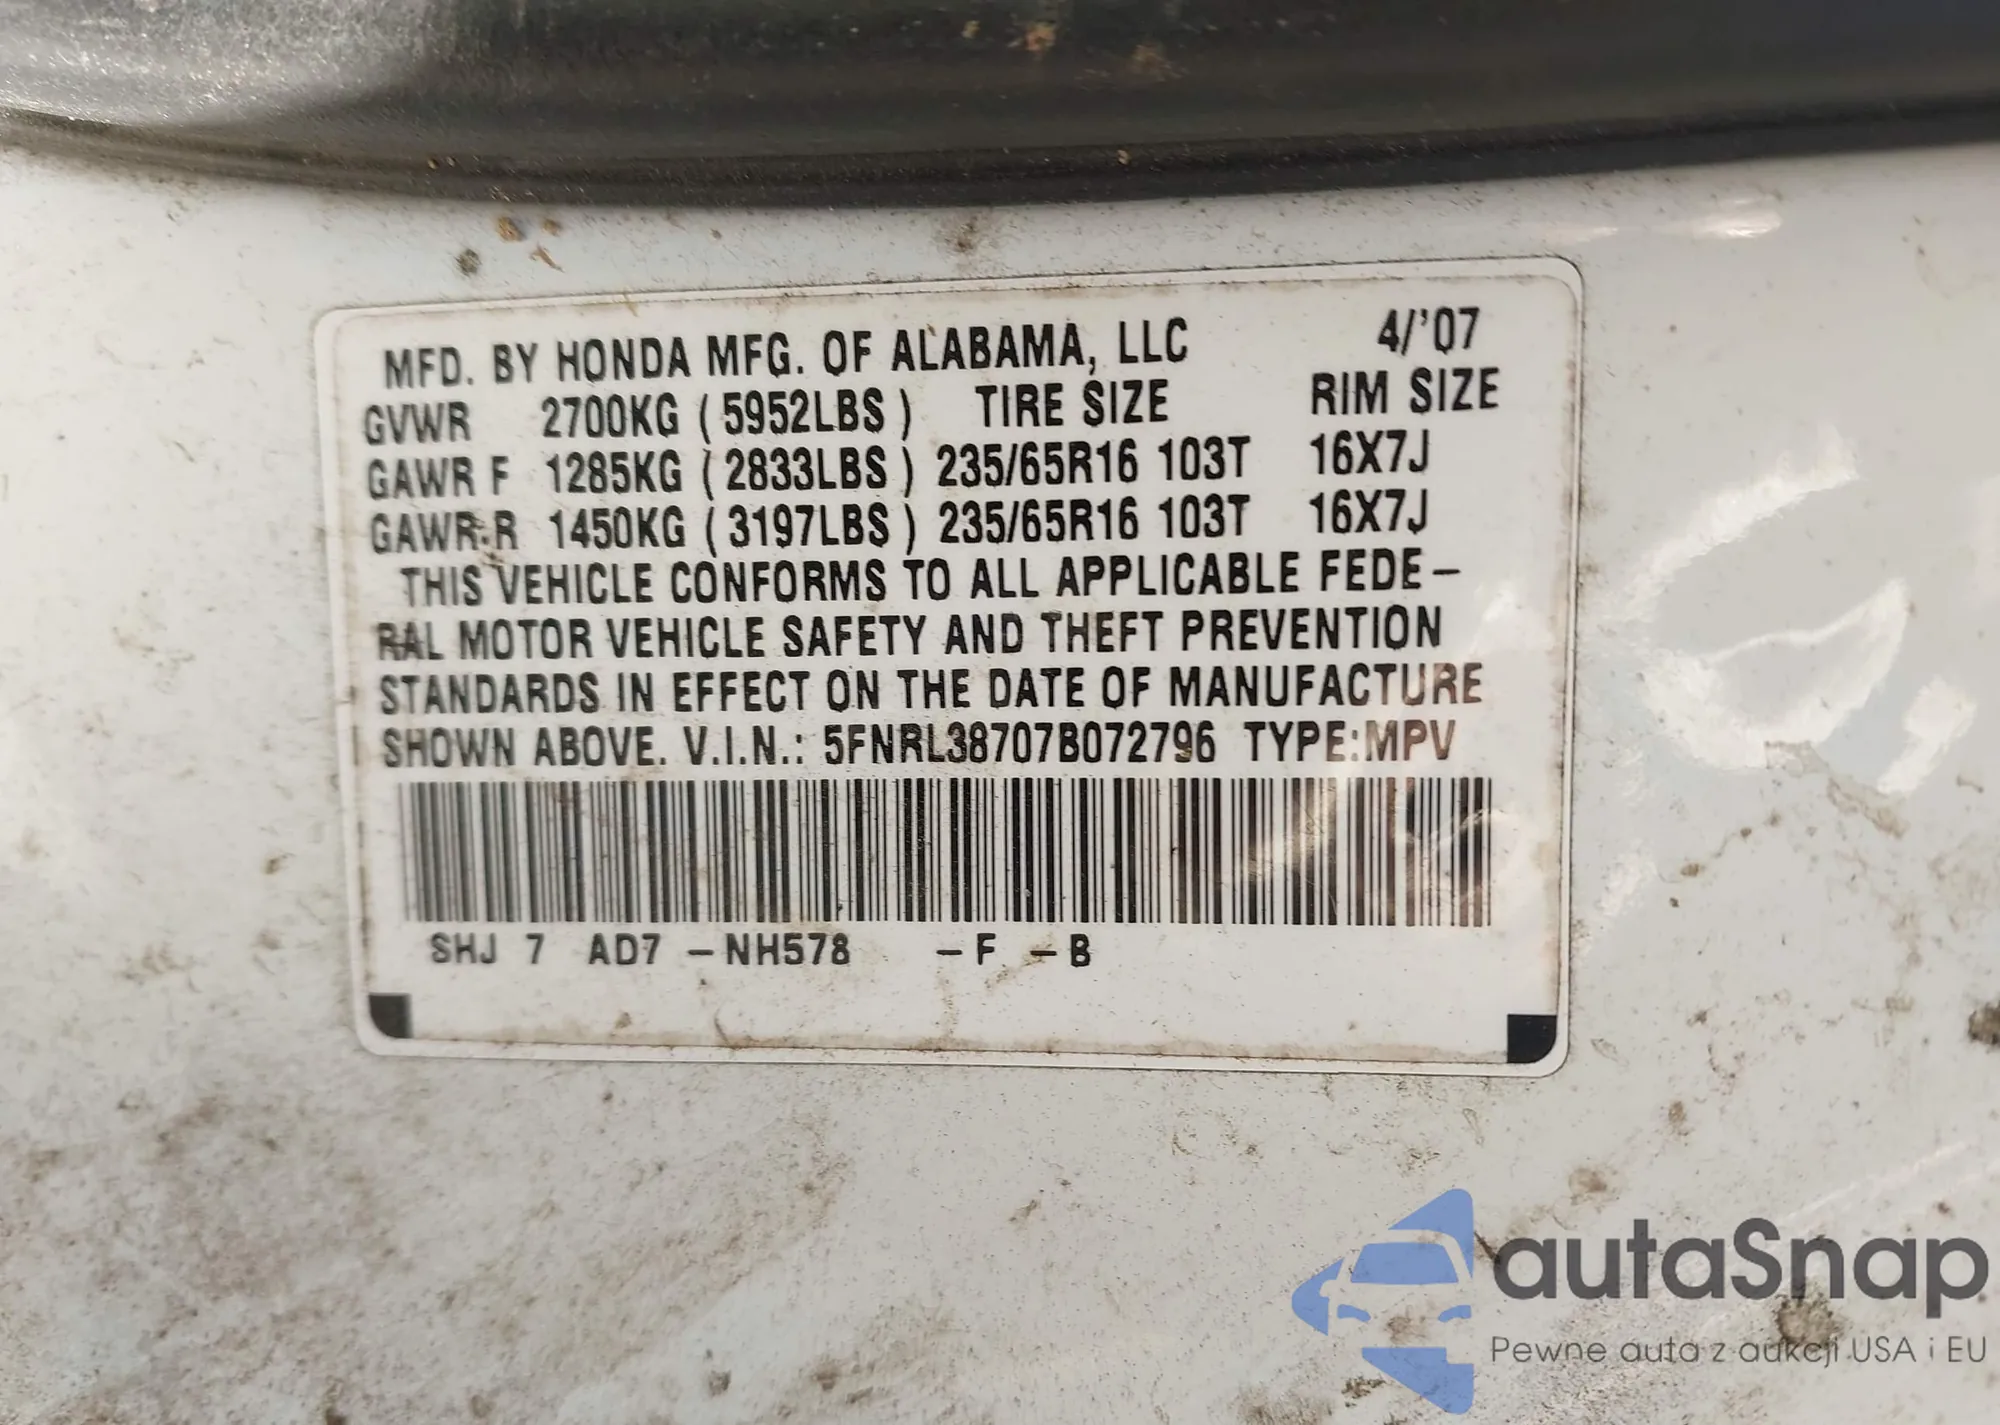 MFD. BY HONDA MFG. OF ALABAMA, LLC 4/'07
GVWR 2700KG (5952LBS) TIRE SIZE RIM SIZE
GAWR F 1285KG (2833LBS) 235/65R16 103T 16X7J
GAWR R 1450KG (3197LBS) 235/65R16 103T 16X7J
THIS VEHICLE CONFORMS TO ALL APPLICABLE FEDE-
RAL MOTOR VEHICLE SAFETY AND THEFT PREVENTION
STANDARDS IN EFFECT ON THE DATE OF MANUFACTURE
SHOWN ABOVE. V.I.N.: 5FNRL38707B072796 TYPE:MPV
SHJ 7 AD7 -NH578 -F -B
autaSnap
Pewne auta z aukcji USA i EU